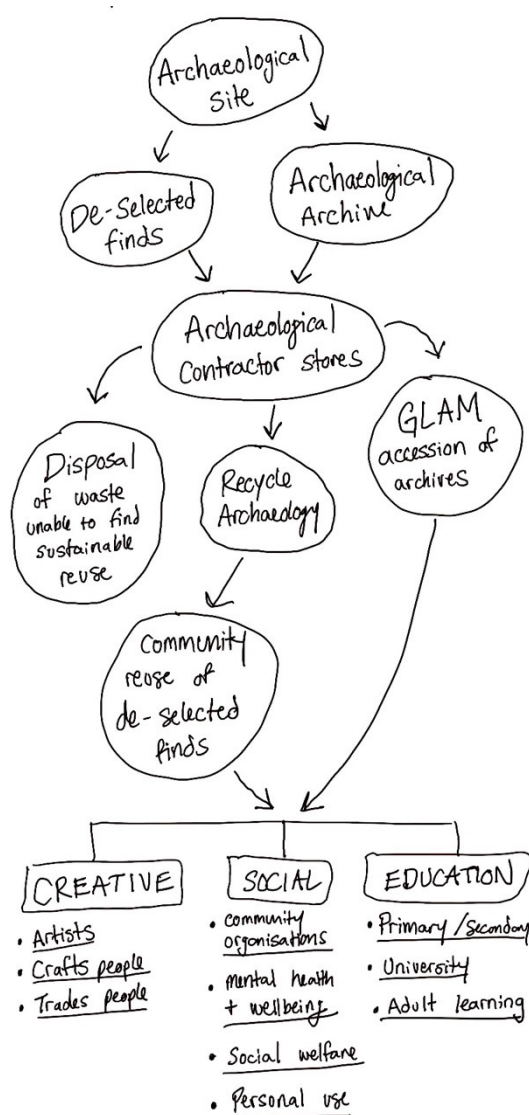 Archaeological
Site
De-Selected
finds
Archaeological
Archive
Archaeological
Contractor stores
Disposal
of waste
unable to find
sustainable
reuse
Recycle
Archaeology
GLAM
accession of
archives
Community
reuse of
de-selected
finds
CREATIVE
• Artists
• Crafts people
• Trades people
SOCIAL
• community
organisations
• mental health
+ wellbeing
• Social welfare
• Personal use
EDUCATION
• Primary/Secondary
• University
• Adult learning